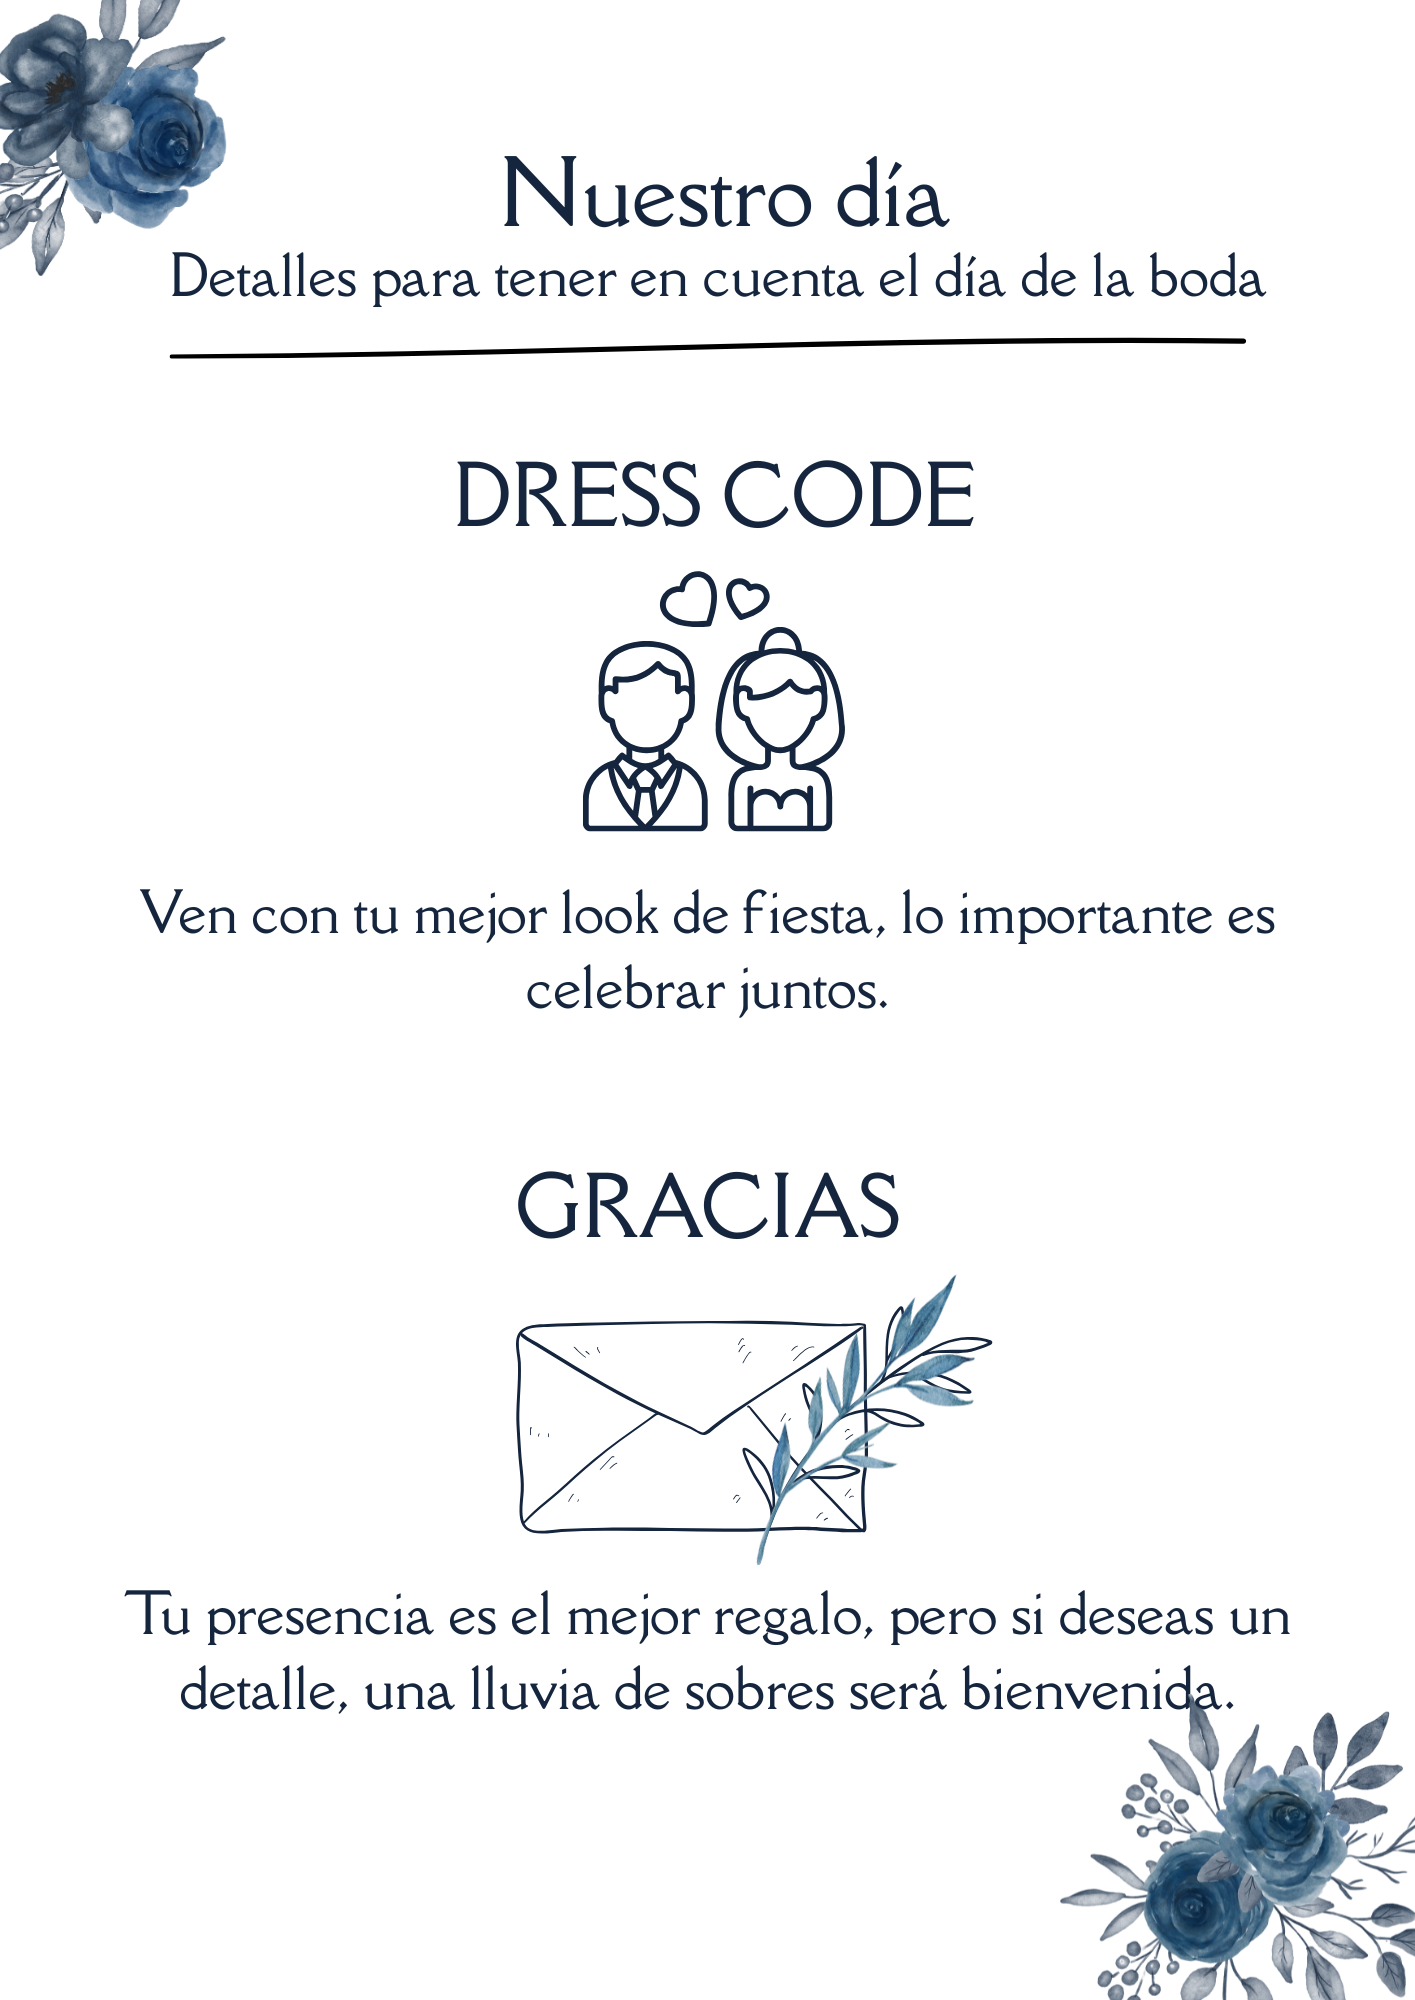 Nuestro día
Detalles para tener en cuenta el día de la boda
DRESS CODE
Ven con tu mejor look de fiesta, lo importante es
celebrar juntos.
GRACIAS
Tu presencia es el mejor regalo, pero si deseas un
detalle, una lluvia de sobres será bienvenida.